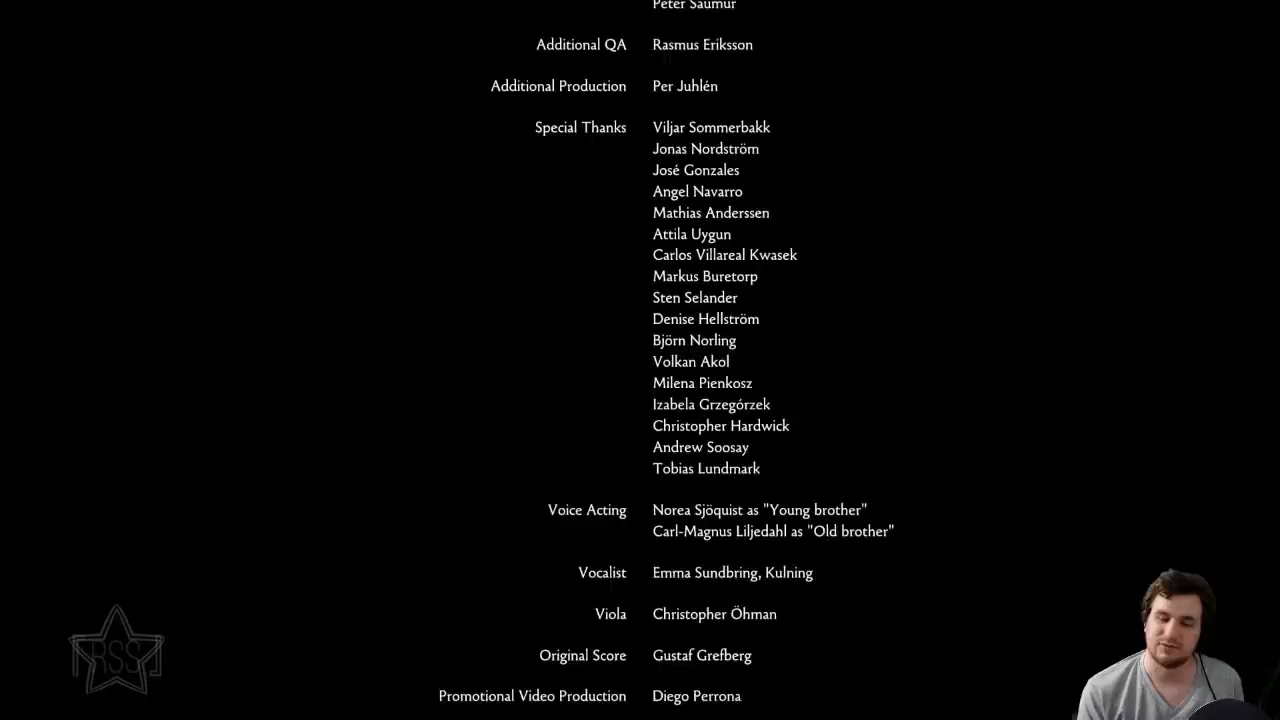 Peter Saumur
Additional QA Rasmus Eriksson
Additional Production Per Juhlén
Special Thanks Viljar Sommerbakk
Jonas Nordström
José Gonzales
Angel Navarro
Mathias Anderssen
Attila Uygun
Carlos Villareal Kwasek
Markus Buretorp
Sten Selander
Denise Hellström
Björn Norling
Volkan Akol
Milena Pienkosz
Izabela Grzegórzek
Christopher Hardwick
Andrew Soosay
Tobias Lundmark
Voice Acting Norea Sjöquist as "Young brother"
Carl-Magnus Liljedahl as "Old brother"
Vocalist Emma Sundbring, Kulning
Viola Christopher Öhman
Original Score Gustaf Grefberg
Promotional Video Production Diego Perrona
RSS